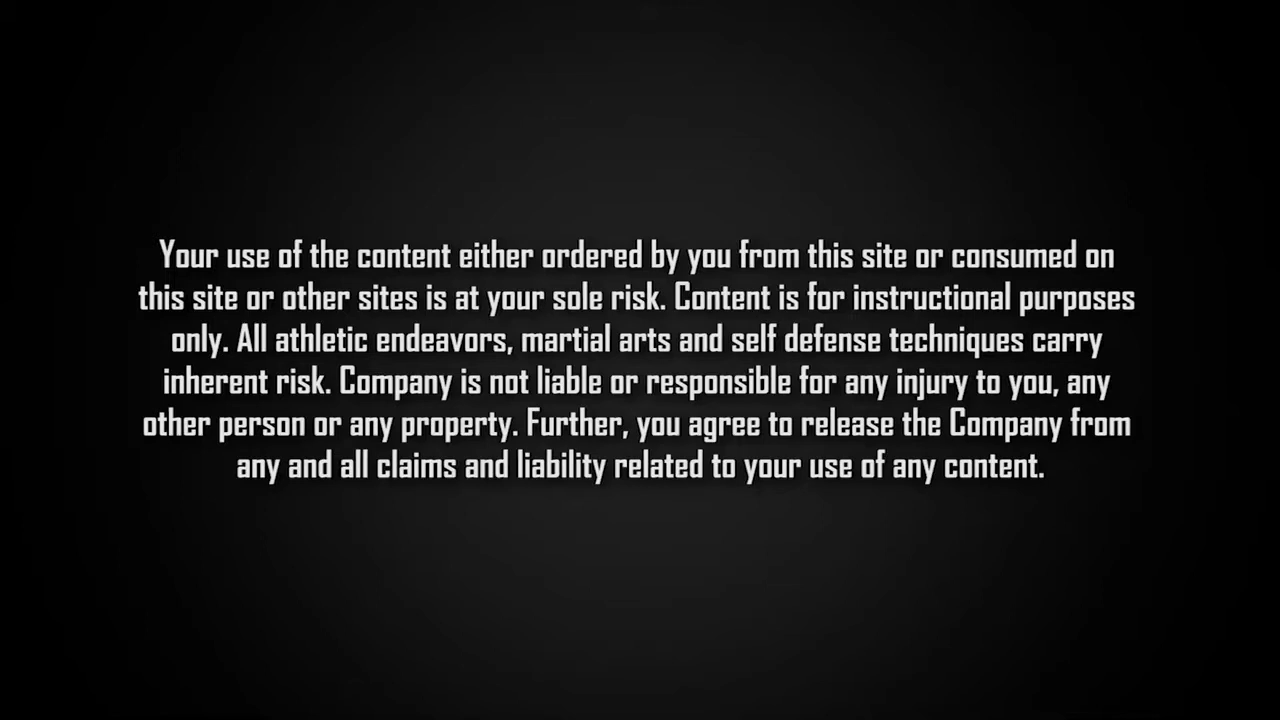 Your use of the content either ordered by you from this site or consumed on
this site or other sites is at your sole risk. Content is for instructional purposes
only. All athletic endeavors, martial arts and self defense techniques carry
inherent risk. Company is not liable or responsible for any injury to you, any
other person or any property. Further, you agree to release the Company from
any and all claims and liability related to your use of any content.